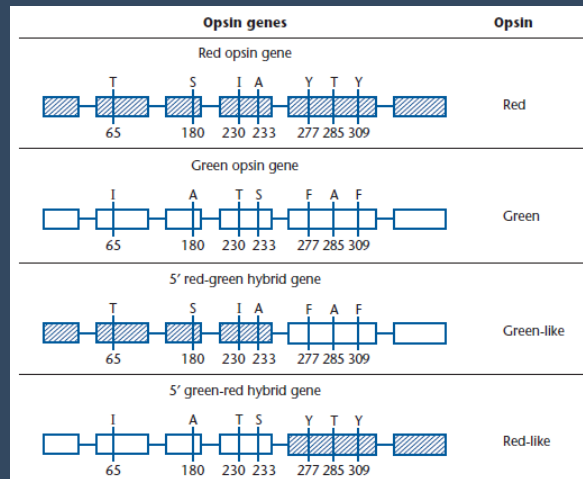 Opsin genes Opsin
Red opsin gene
T S I A Y T Y
Red
65 180 230 233 277 285 309
Green opsin gene
I A T S F A F
Green
65 180 230 233 277 285 309
5′ red-green hybrid gene
T S I A F A F
Green-like
65 180 230 233 277 285 309
5′ green-red hybrid gene
I A T S Y T Y
Red-like
65 180 230 233 277 285 309